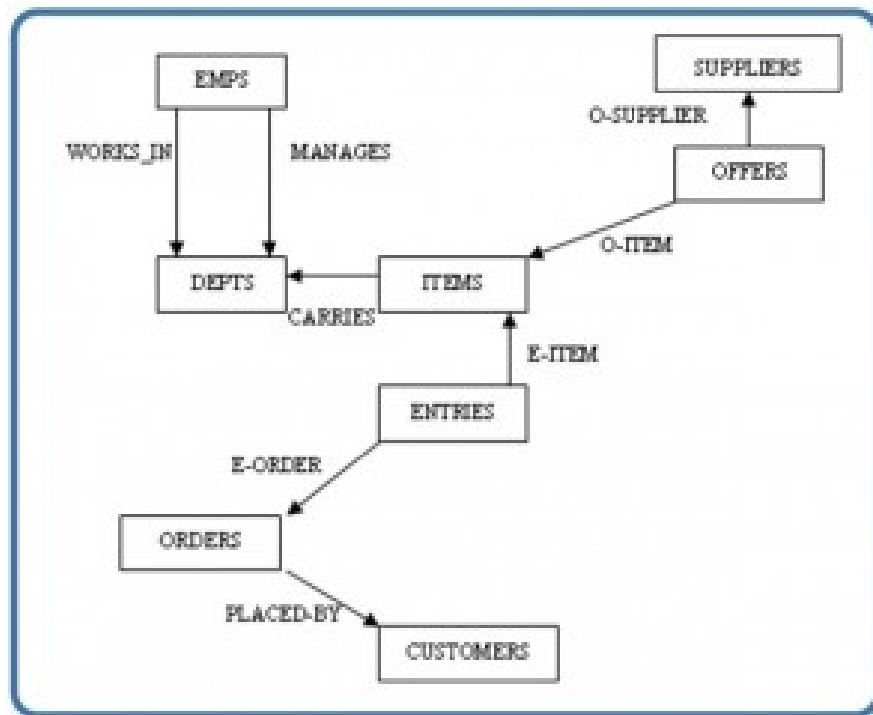 EMPS
SUPPLIERS
O-SUPPLIER
WORKS_IN
MANAGES
OFFERS
O-ITEM
DEPTS
ITEMS
CARRIES
E-ITEM
ENTRIES
E-ORDER
ORDERS
PLACED-BY
CUSTOMERS